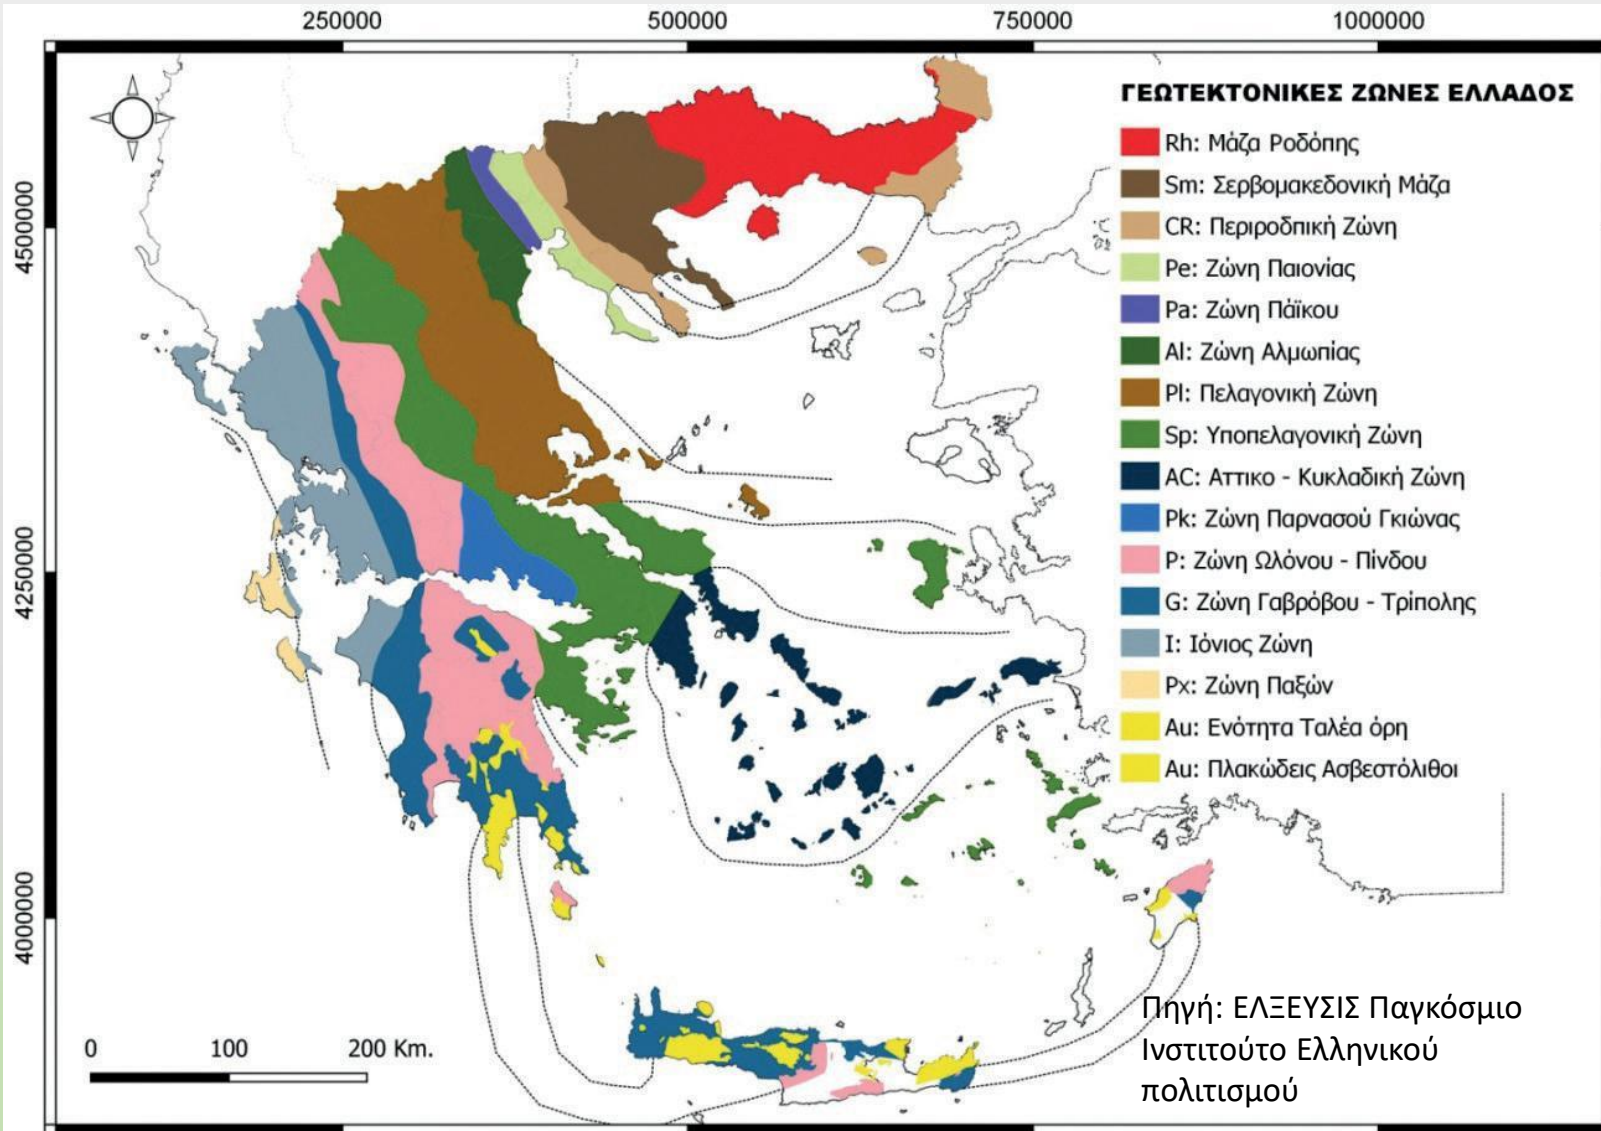 250000 500000 750000 1000000
ΓΕΩΤΕΚΤΟΝΙΚΕΣ ΖΩΝΕΣ ΕΛΛΑΔΟΣ
Rh: Μάζα Ροδόπης
Sm: Σερβομακεδονική Μάζα
CR: Περιροδπική Ζώνη
Pe: Ζώνη Παιονίας
Pa: Ζώνη Πάϊκου
Al: Ζώνη Αλμωπίας
Pl: Πελαγονική Ζώνη
Sp: Υποπελαγονική Ζώνη
AC: Αττικο - Κυκλαδική Ζώνη
Pk: Ζώνη Παρνασού Γκιώνας
P: Ζώνη Ωλόνου - Πίνδου
G: Ζώνη Γαβρόβου - Τρίπολης
I: Ιόνιος Ζώνη
Px: Ζώνη Παξών
Au: Ενότητα Ταλέα όρη
Au: Πλακώδεις Ασβεστόλιθοι
4500000
4250000
4000000
0 100 200 Km.
Πηγή: ΕΛΞΕΥΣΙΣ Παγκόσμιο
Ινστιτούτο Ελληνικού
πολιτισμού